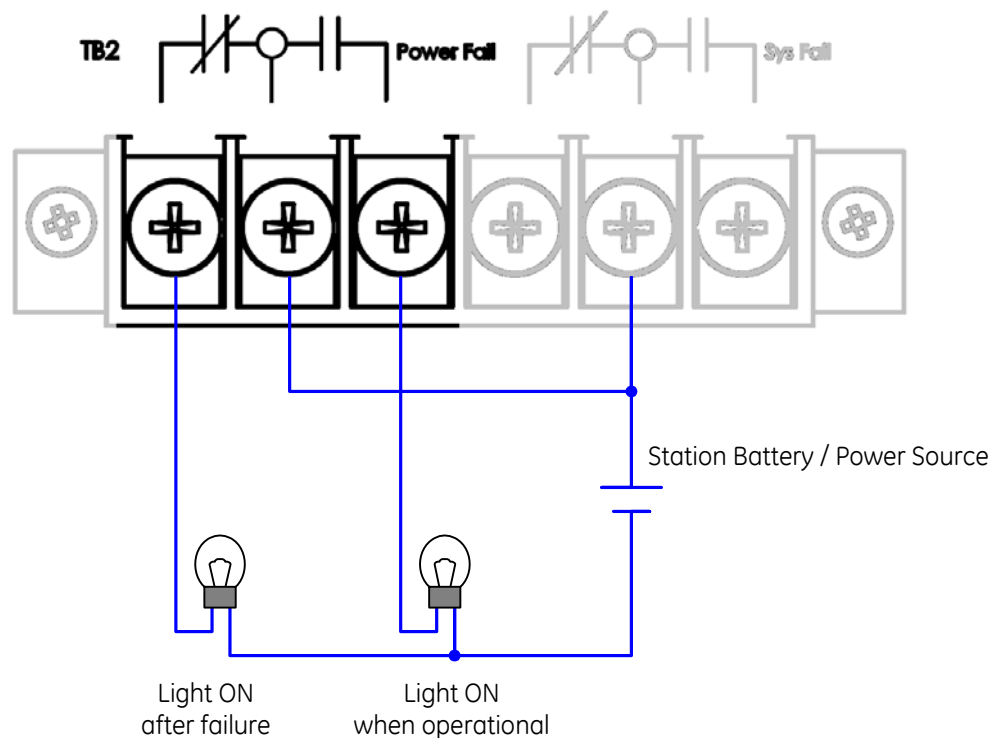 TB2
Power Fail
Sys Fail
Station Battery / Power Source
Light ON
after failure
Light ON
when operational